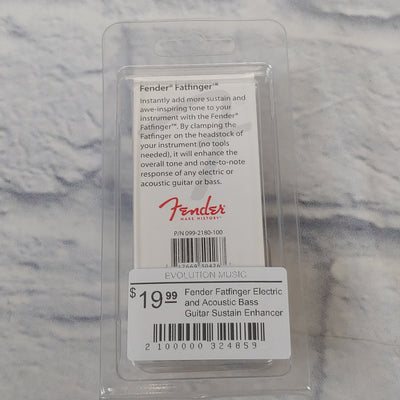 Fender® Fatfinger™
Instantly add more sustain and
awe-inspiring tone to your
instrument with the Fender®
Fatfinger™. By clamping the
Fatfinger on the headstock of
your instrument (no tools
needed), it will enhance the
overall tone and note-to-note
response of any electric or
acoustic guitar or bass.
Fender
MAKE HISTORY™
P/N 099-2180-100
EVOLUTION MUSIC
$19.99
Fender Fatfinger Electric
and Acoustic Bass
Guitar Sustain Enhancer
2 100000 324859